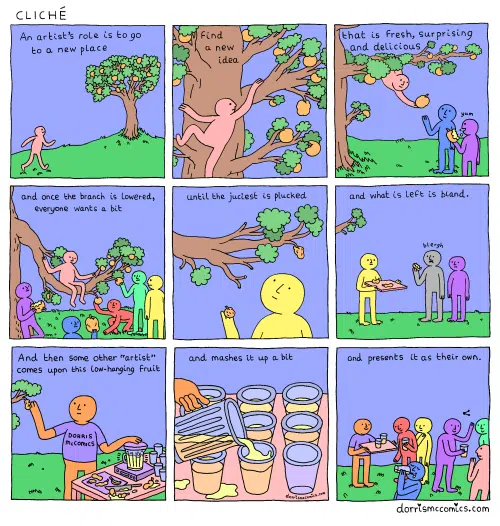 CLICHÉ
An artist's role is to go
to a new place
find
a new
idea
that is fresh, surprising
and delicious
yum
and once the branch is lowered,
everyone wants a bit
until the juciest is plucked
and what is left is bland.
blergh
And then some other "artist"
comes upon this low-hanging fruit
DORRIS
McCOMICS
and mashes it up a bit
dorrismccomics.com
and presents it as their own.
dorrismccomics.com